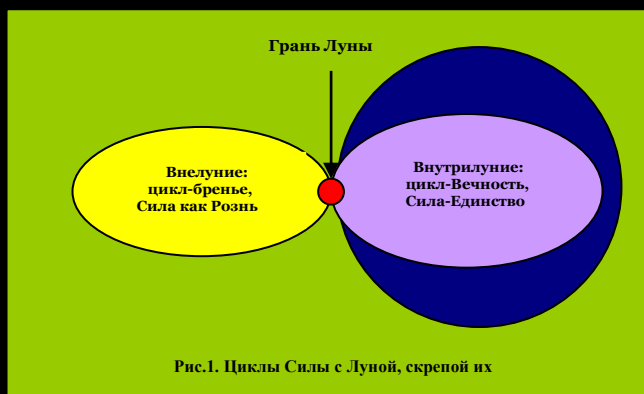 Грань Луны
Внелуние:
цикл-бренье,
Сила как Рознь
Внутрилуние:
цикл-Вечность,
Сила-Единство
Рис.1. Циклы Силы с Луной, скрепой их